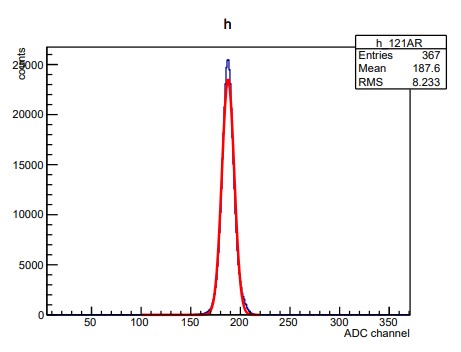 h
h_121AR
Entries 367
Mean 187.6
RMS 8.233
counts
25000
20000
15000
10000
5000
0
50 100 150 200 250 300 350
ADC channel